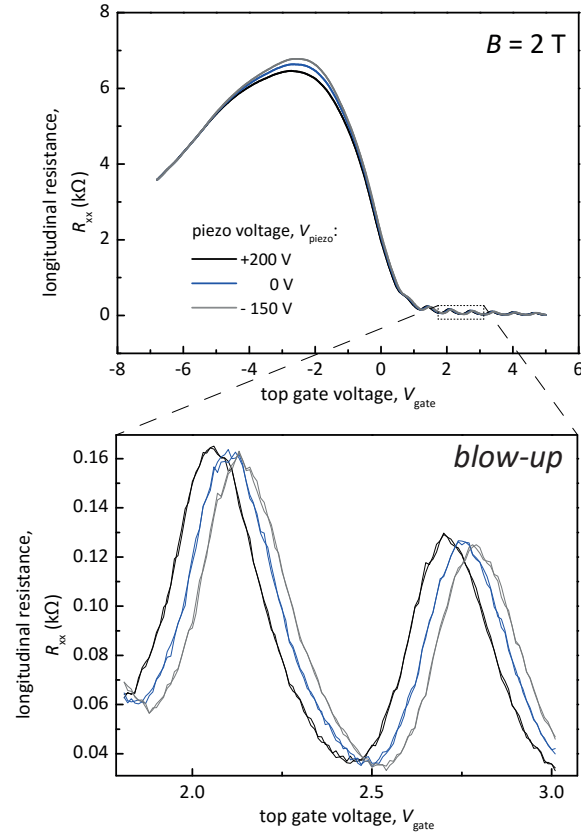 B = 2 T
longitudinal resistance,
Rxx (kΩ)
8
6
4
2
0
piezo voltage, Vpiezo:
+200 V
0 V
- 150 V
-8 -6 -4 -2 0 2 4 6
top gate voltage, Vgate
blow-up
longitudinal resistance,
Rxx (kΩ)
0.16
0.14
0.12
0.10
0.08
0.06
0.04
2.0 2.5 3.0
top gate voltage, Vgate